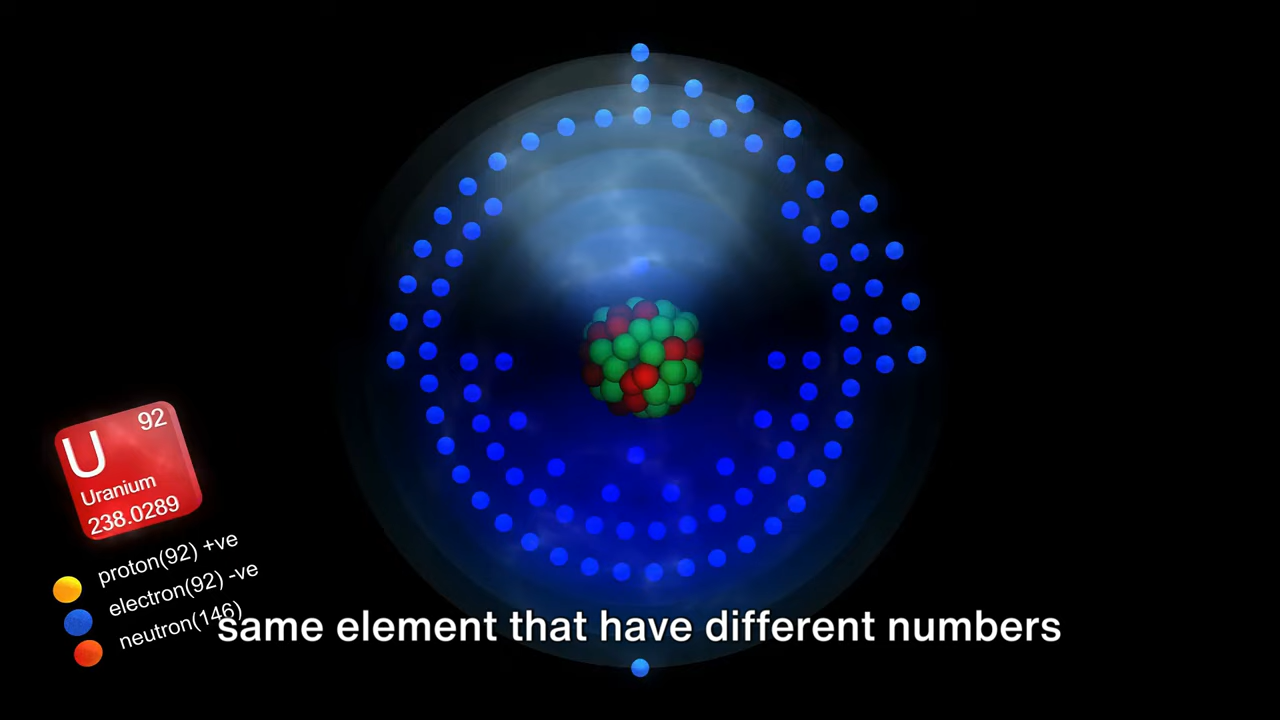 92
U
Uranium
238.0289
proton(92) +ve
electron(92) -ve
neutron(146)
same element that have different numbers